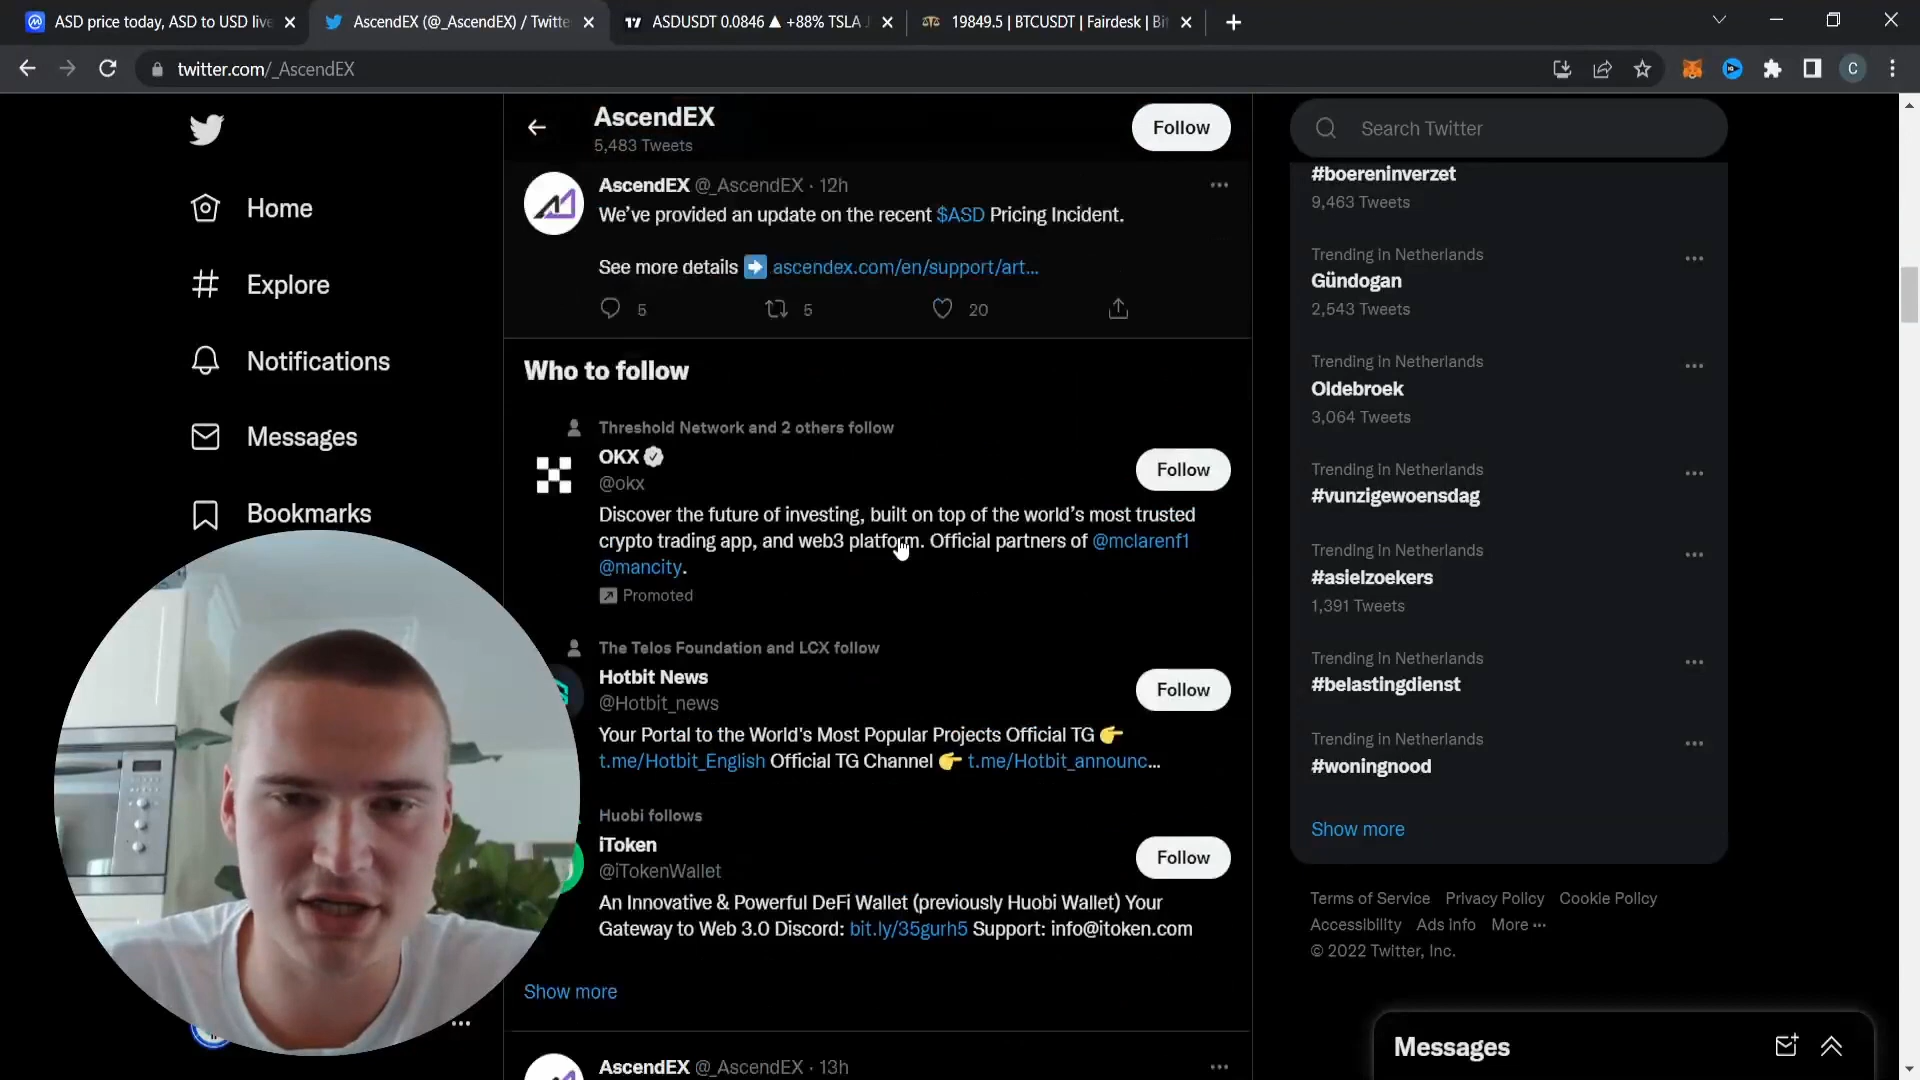 ASD price today, ASD to USD live
AscendEX (@_AscendEX) / Twitte
ASDUSDT 0.0846 ▲ +88% TSLA
19849.5 | BTCUSDT | Fairdesk | Bi
twitter.com/_AscendEX
C
Home
Explore
Notifications
Messages
Bookmarks
AscendEX
5,483 Tweets
Follow
AscendEX @_AscendEX · 12h
We've provided an update on the recent $ASD Pricing Incident.
See more details ➡ ascendex.com/en/support/art...
5 5 20
Who to follow
Threshold Network and 2 others follow
OKX
@okx
Follow
Discover the future of investing, built on top of the world's most trusted
crypto trading app, and web3 platform. Official partners of @mclarenf1
@mancity.
Promoted
The Telos Foundation and LCX follow
Hotbit News
@Hotbit_news
Follow
Your Portal to the World's Most Popular Projects Official TG 👉
t.me/Hotbit_English Official TG Channel 👉 t.me/Hotbit_announc...
Huobi follows
iToken
@iTokenWallet
Follow
An Innovative & Powerful DeFi Wallet (previously Huobi Wallet) Your
Gateway to Web 3.0 Discord: bit.ly/35gurh5 Support: info@itoken.com
Show more
AscendEX @_AscendEX · 13h
Search Twitter
#boereninverzet
9,463 Tweets
Trending in Netherlands
Gündogan
2,543 Tweets
Trending in Netherlands
Oldebroek
3,064 Tweets
Trending in Netherlands
#vunzigewoensdag
Trending in Netherlands
#asielzoekers
1,391 Tweets
Trending in Netherlands
#belastingdienst
Trending in Netherlands
#woningnood
Show more
Terms of Service Privacy Policy Cookie Policy
Accessibility Ads info More ···
© 2022 Twitter, Inc.
Messages